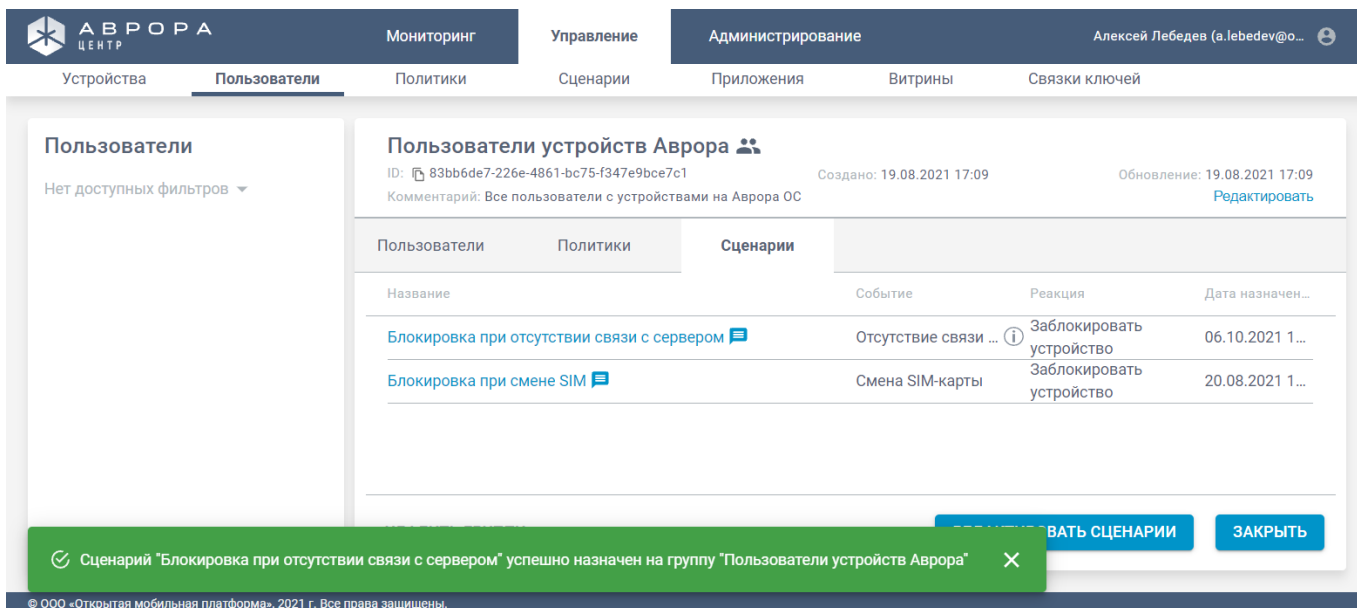 АВРОРА
ЦЕНТР
Мониторинг Управление Администрирование Алексей Лебедев (a.lebedev@o...
Устройства Пользователи Политики Сценарии Приложения Витрины Связки ключей
Пользователи
Нет доступных фильтров
Пользователи устройств Аврора
ID: 83bb6de7-226e-4861-bc75-f347e9bce7c1 Создано: 19.08.2021 17:09 Обновление: 19.08.2021 17:09
Комментарий: Все пользователи с устройствами на Аврора ОС Редактировать
Пользователи Политики Сценарии
Название Событие Реакция Дата назначен...
Блокировка при отсутствии связи с сервером Отсутствие связи ... Заблокировать устройство 06.10.2021 1...
Блокировка при смене SIM Смена SIM-карты Заблокировать устройство 20.08.2021 1...
СЦЕНАРИИ ЗАКРЫТЬ
Сценарий "Блокировка при отсутствии связи с сервером" успешно назначен на группу "Пользователи устройств Аврора"
© ООО «Открытая мобильная платформа», 2021 г. Все права защищены.